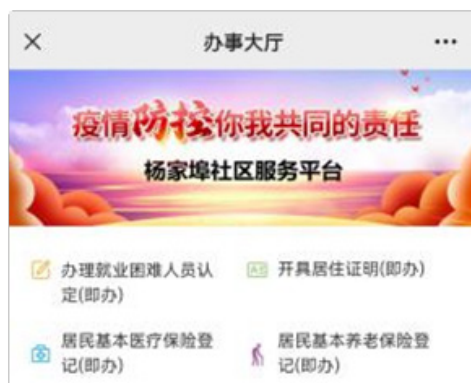 办事大厅
疫情防控你我共同的责任
杨家埠社区服务平台
办理就业困难人员认
定(即办)
开具居住证明(即办)
居民基本医疗保险登
记(即办)
居民基本养老保险登
记(即办)